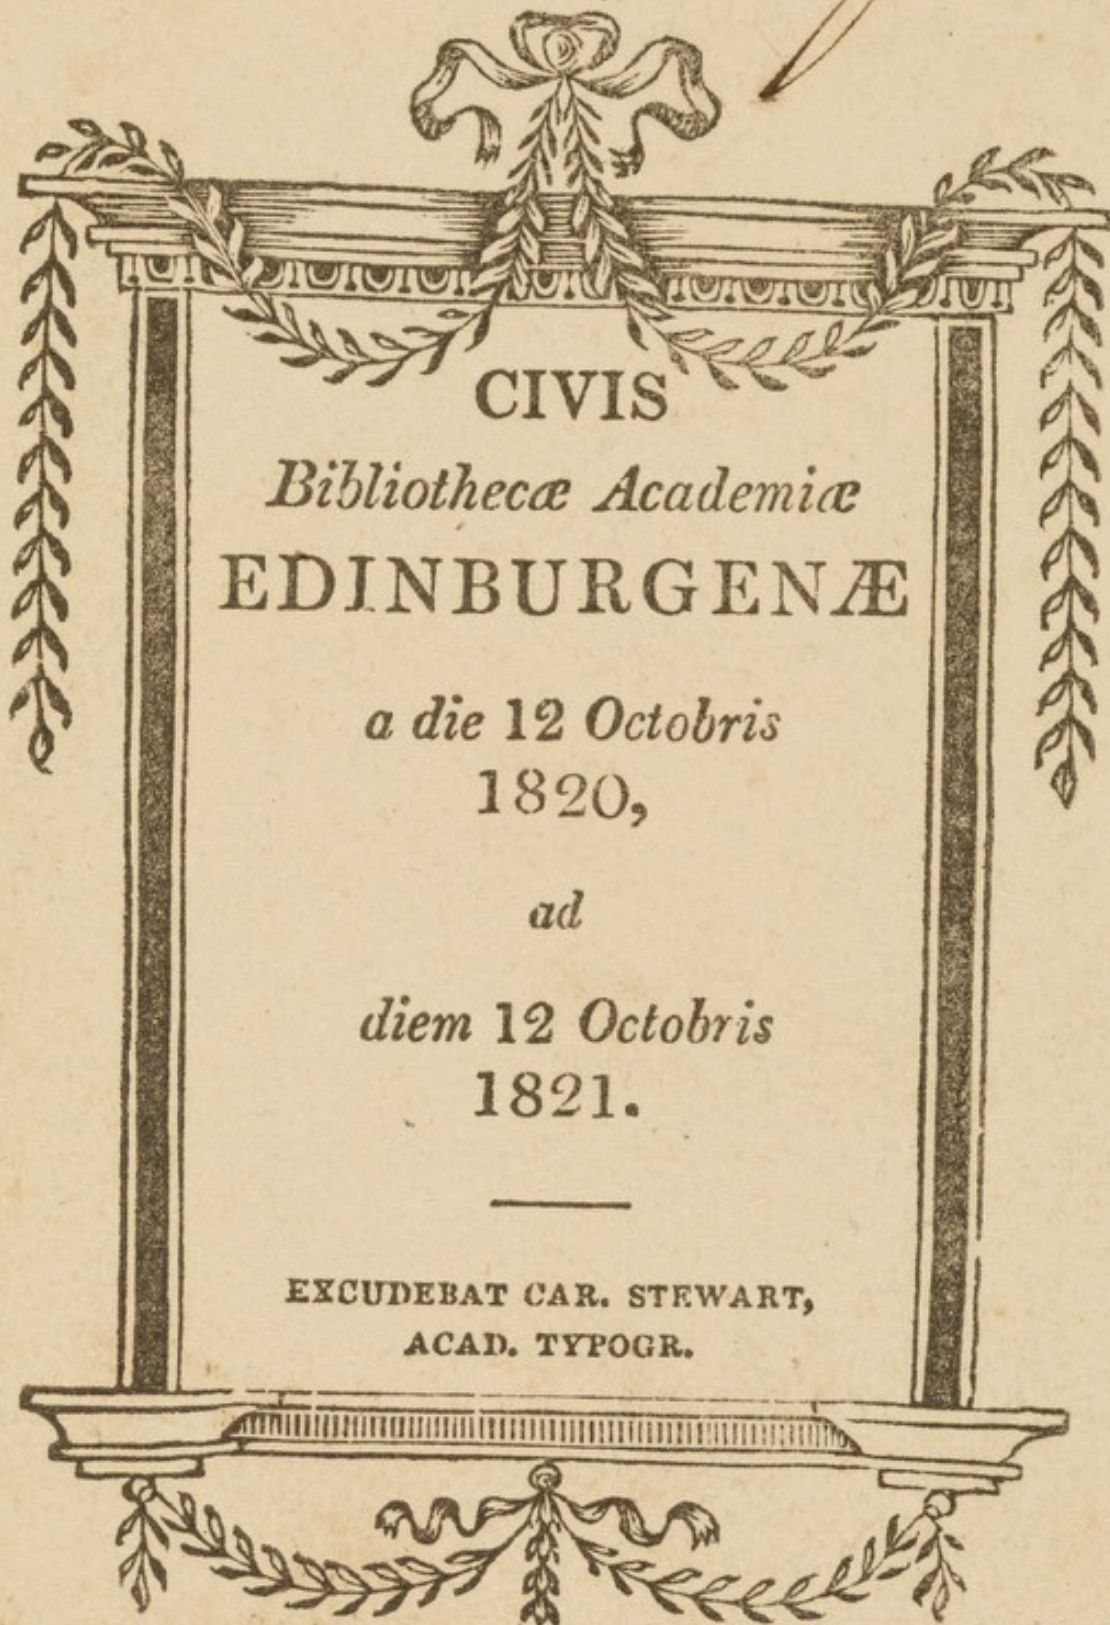 CIVIS
Bibliothecæ Academiæ
EDINBURGENÆ
a die 12 Octobris
1820,
ad
diem 12 Octobris
1821.
EXCUDEBAT CAR. STEWART,
ACAD. TYPOGR.